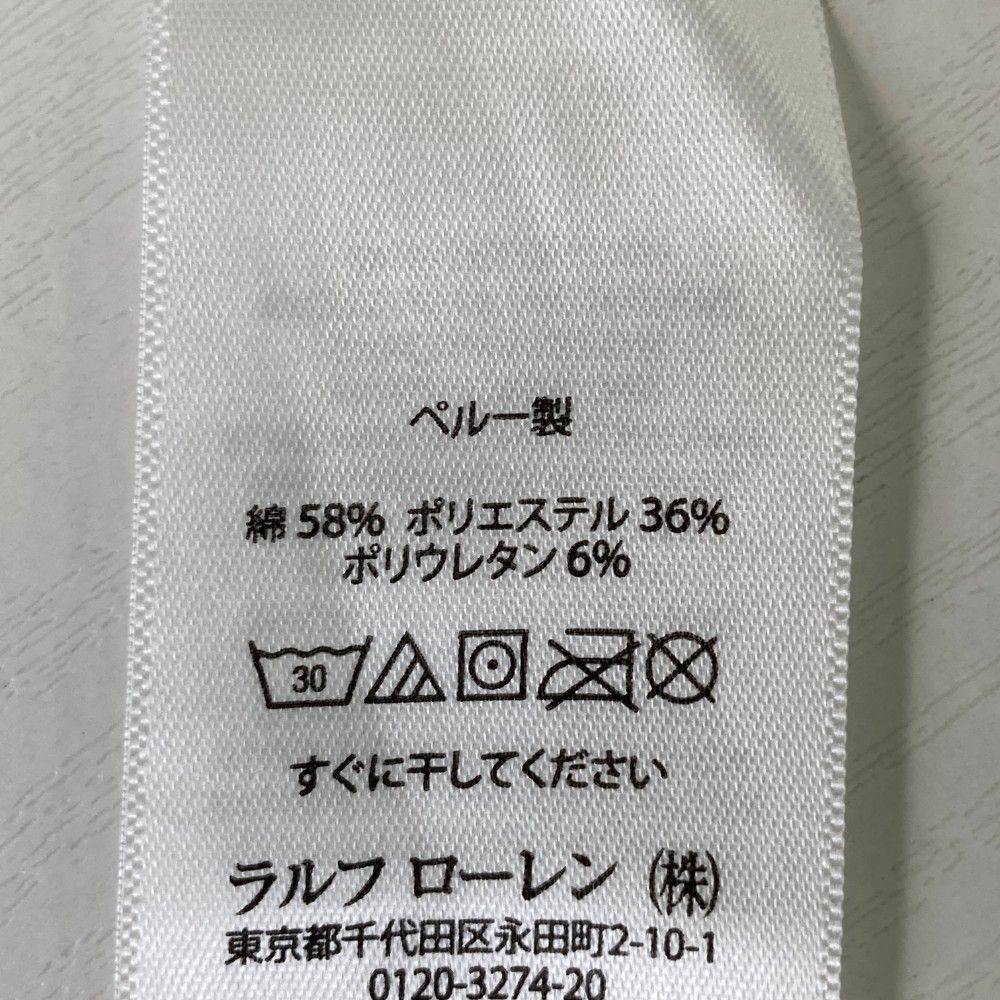 ペルー製
綿 58% ポリエステル 36%
ポリウレタン 6%
30
すぐに干してください
ラルフ ローレン (株)
東京都千代田区永田町2-10-1
0120-3274-20